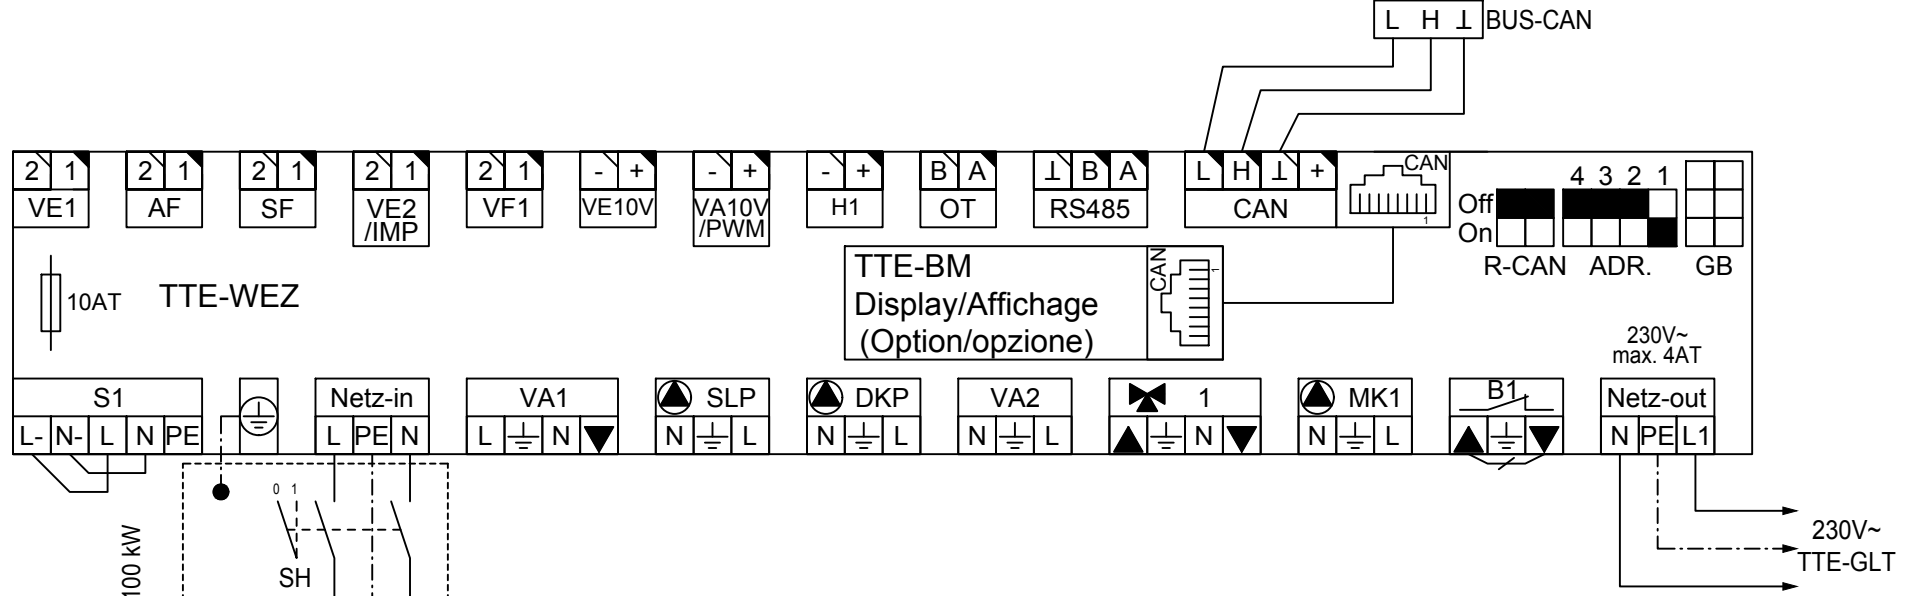 L H ⊥ BUS-CAN
2 1 2 1 2 1 2 1 2 1 - + - + - + B A ⊥ B A L H ⊥ + CAN
VE1 AF SF VE2 /IMP VF1 VE10V VA10V /PWM H1 OT RS485 CAN 1
4 3 2 1
Off
On
R-CAN ADR. GB
10AT TTE-WEZ
TTE-BM
Display/Affichage
(Option/opzione)
CAN 1
230V~
max. 4AT
S1 Netz-in VA1 SLP DKP VA2 1 MK1 B1 Netz-out
L- N- L N PE L PE N L N N L N L N L N N L N PE L1
0 1
SH
100 kW
230V~
TTE-GLT